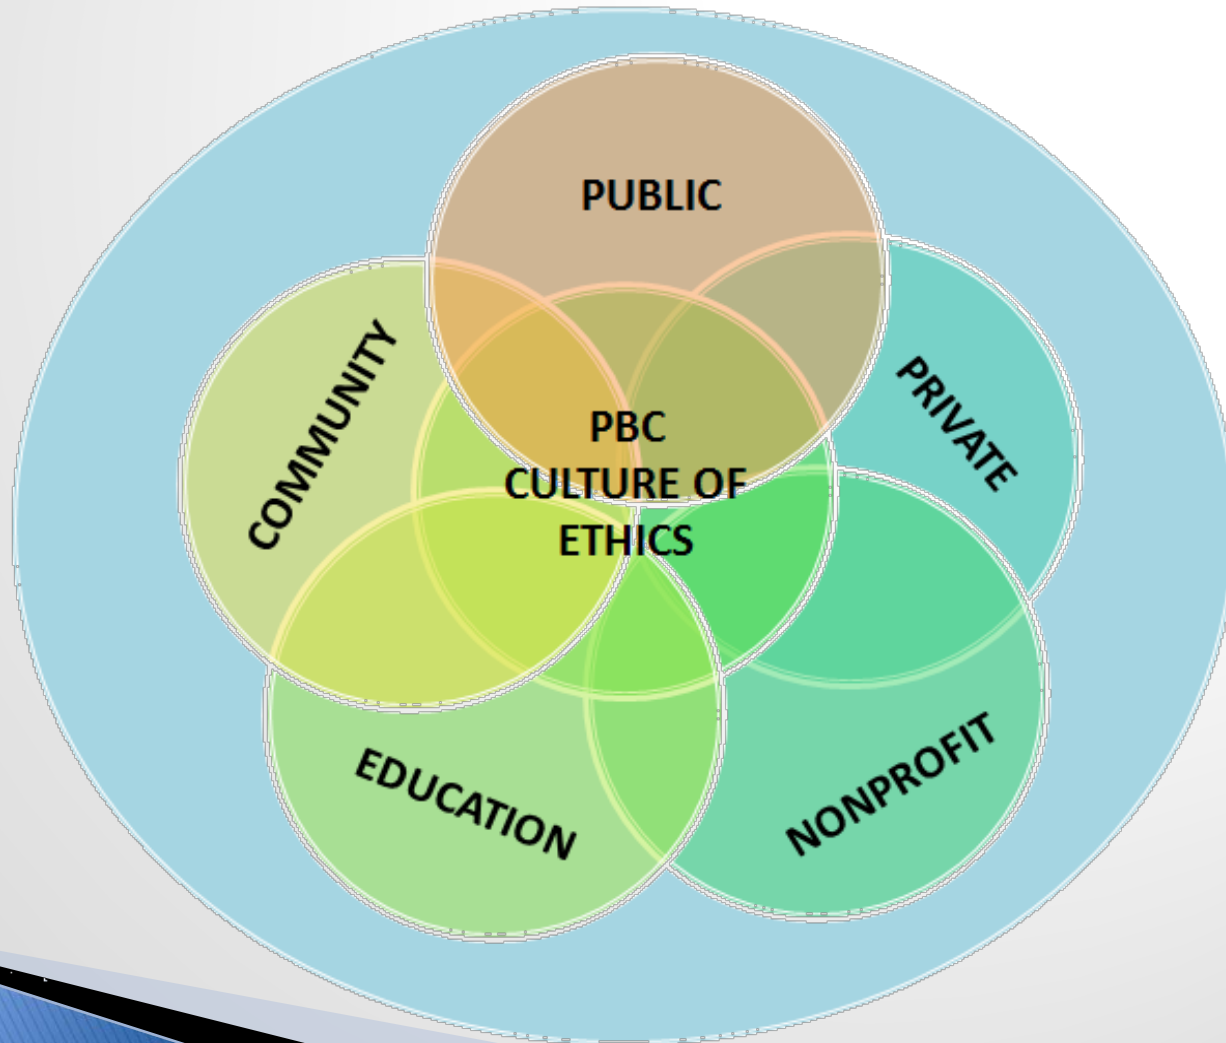 PUBLIC
COMMUNITY
PRIVATE
PBC
CULTURE OF
ETHICS
EDUCATION
NONPROFIT